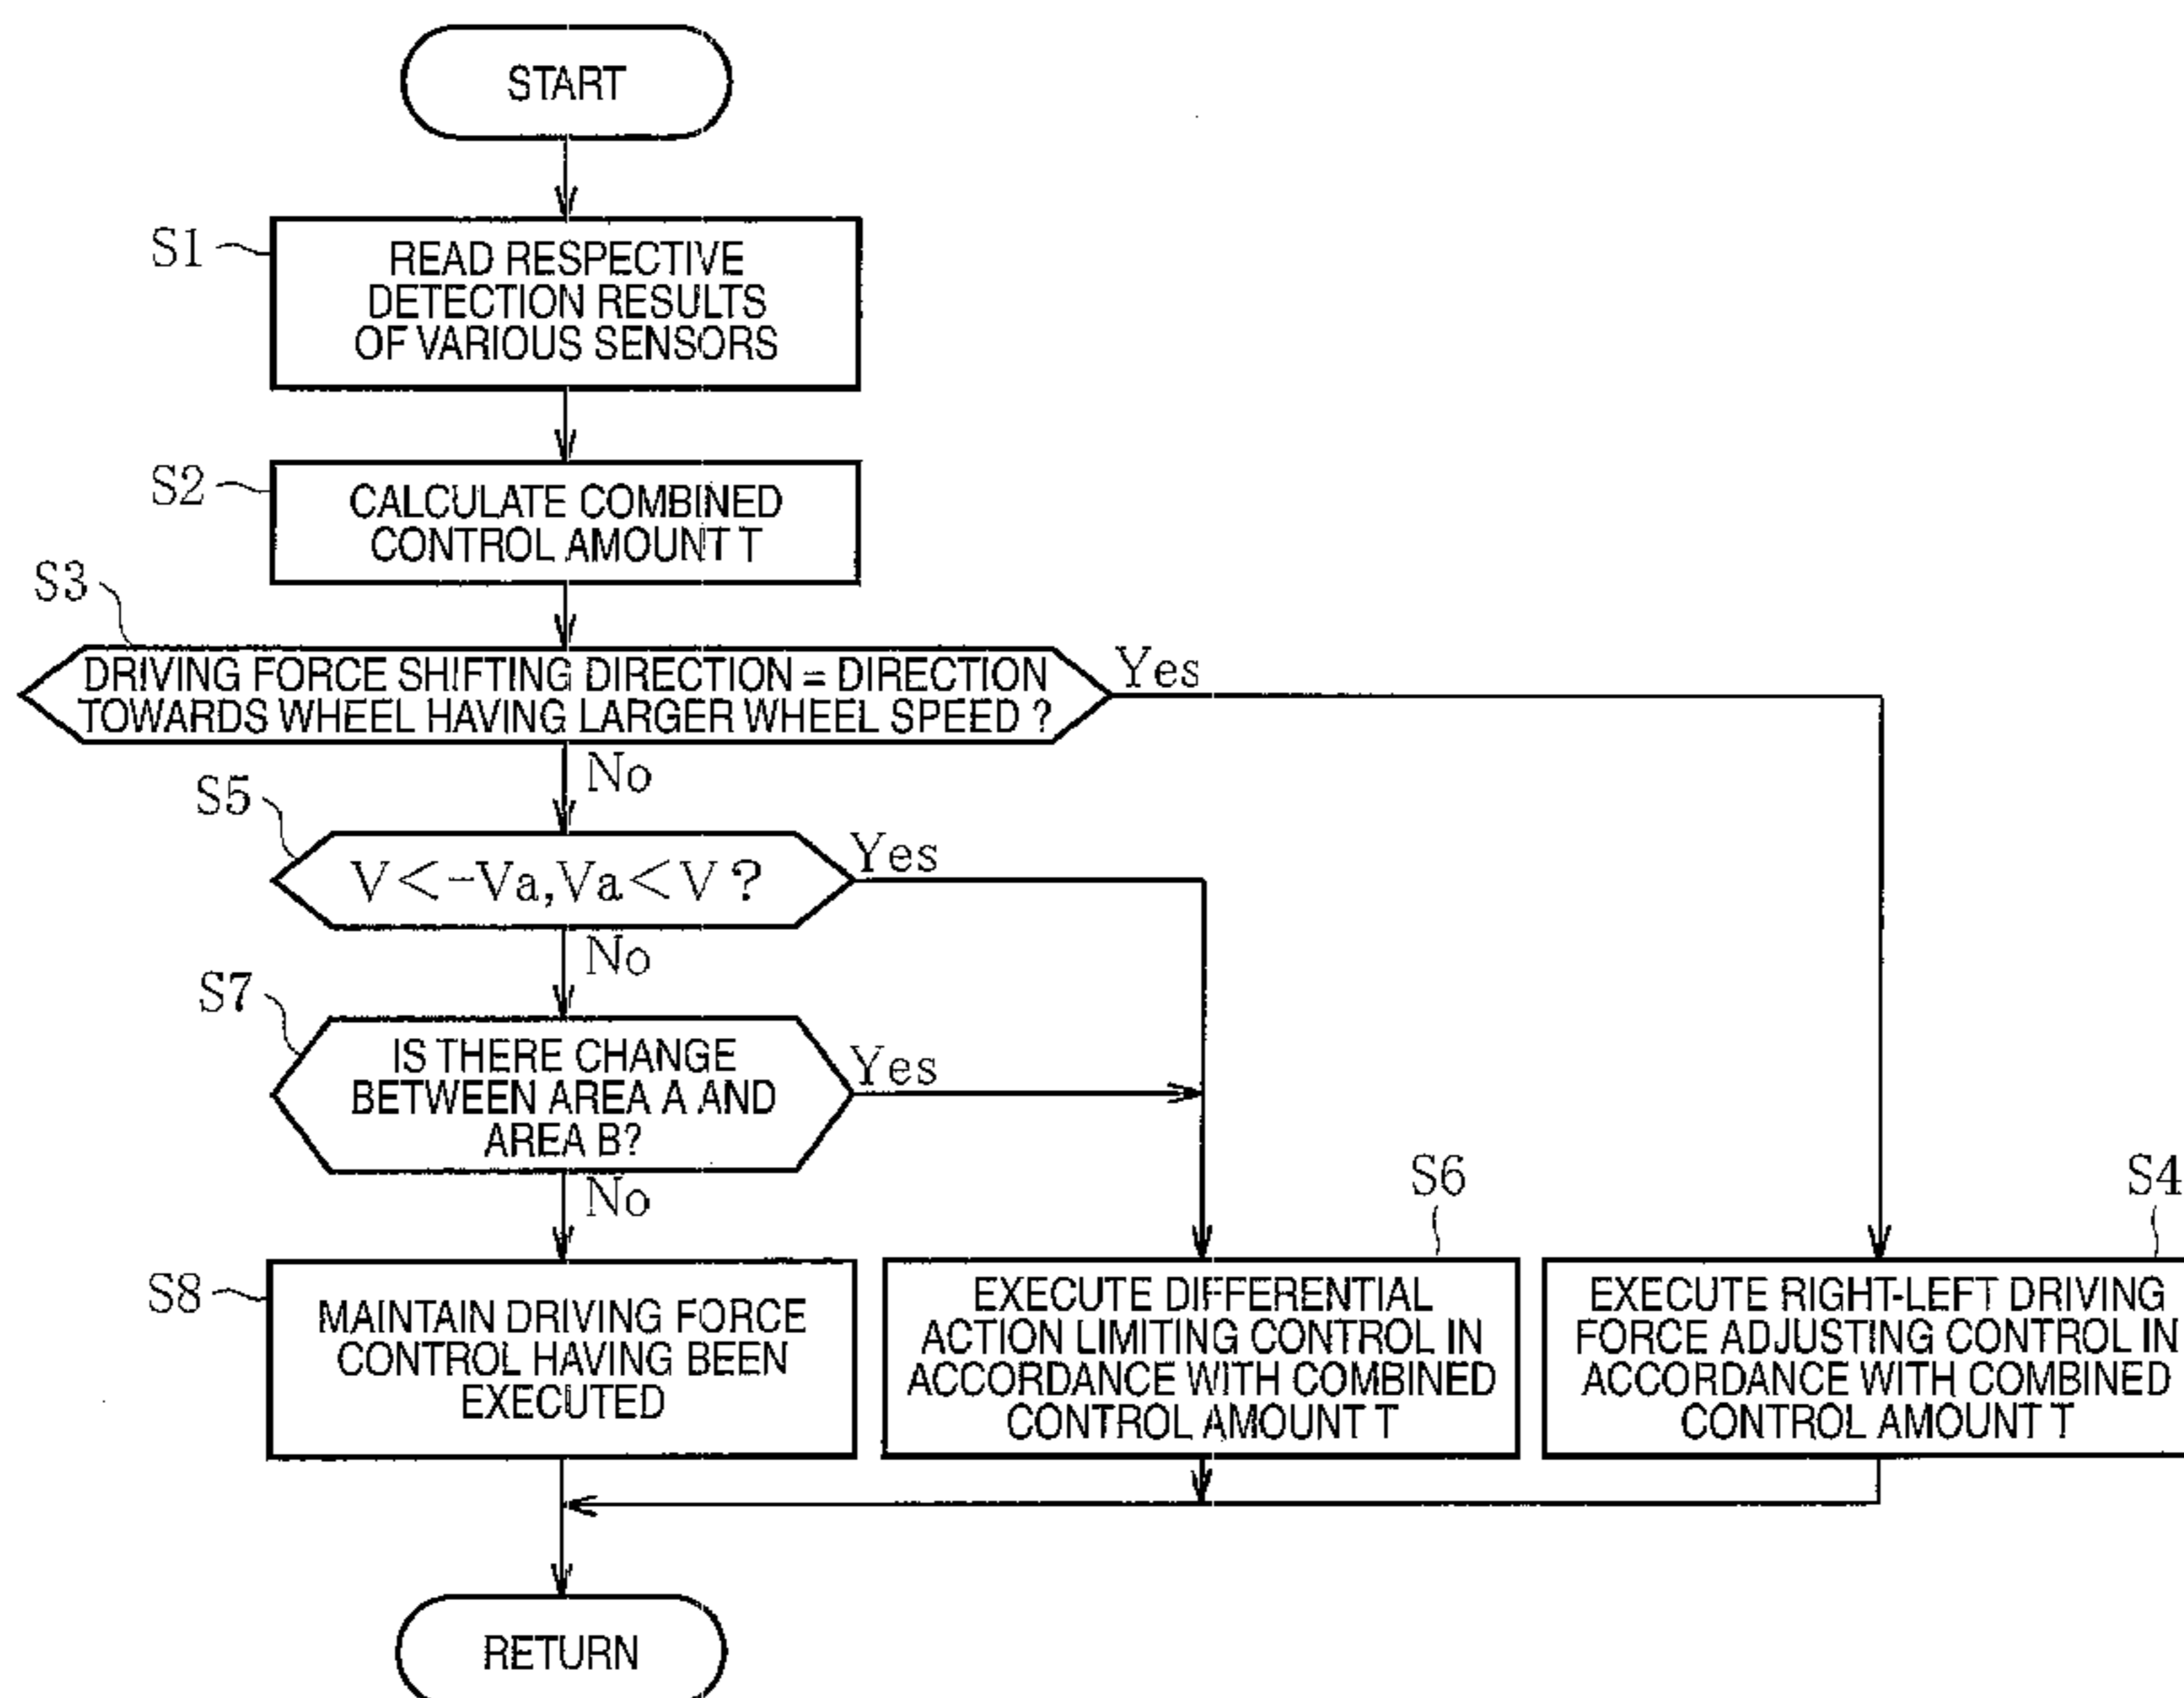 START
S1
READ RESPECTIVE
DETECTION RESULTS
OF VARIOUS SENSORS
S2
CALCULATE COMBINED
CONTROL AMOUNT T
S3
DRIVING FORCE SHIFTING DIRECTION = DIRECTION
TOWARDS WHEEL HAVING LARGER WHEEL SPEED ?
Yes
No
S5
V<-Va,Va<V ?
Yes
No
S7
IS THERE CHANGE
BETWEEN AREA A AND
AREA B?
Yes
No
S8
MAINTAIN DRIVING FORCE
CONTROL HAVING BEEN
EXECUTED
S6
EXECUTE DIFFERENTIAL
ACTION LIMITING CONTROL IN
ACCORDANCE WITH COMBINED
CONTROL AMOUNT T
S4
EXECUTE RIGHT-LEFT DRIVING
FORCE ADJUSTING CONTROL IN
ACCORDANCE WITH COMBINED
CONTROL AMOUNT T
RETURN